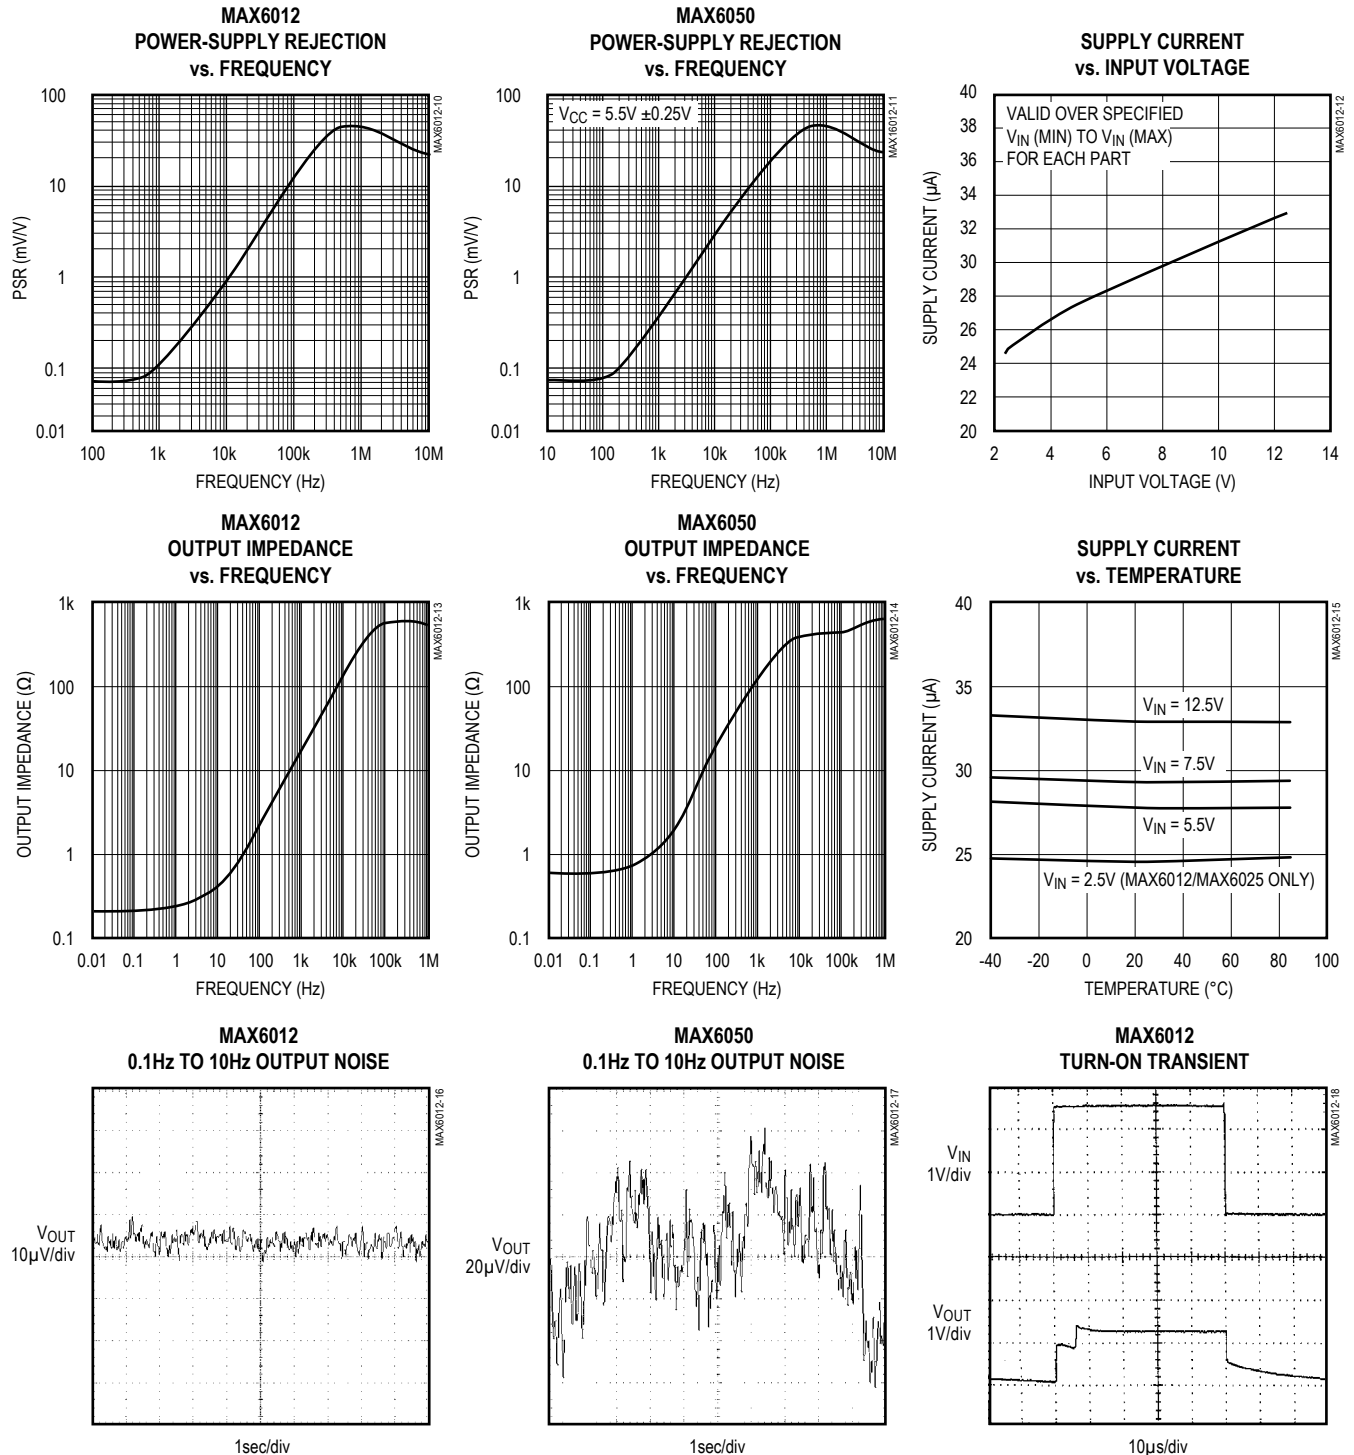 MAX6012
POWER-SUPPLY REJECTION
vs. FREQUENCY
100
10
1
0.1
0.01
PSR (mV/V)
MAX6012-10
100
1k
10k
100k
1M
10M
FREQUENCY (Hz)
MAX6050
POWER-SUPPLY REJECTION
vs. FREQUENCY
VCC = 5.5V ±0.25V
100
10
1
0.1
0.01
PSR (mV/V)
MAX16012-11
10
100
1k
10k
100k
1M
10M
FREQUENCY (Hz)
SUPPLY CURRENT
vs. INPUT VOLTAGE
VALID OVER SPECIFIED
VIN (MIN) TO VIN (MAX)
FOR EACH PART
40
38
36
34
32
30
28
26
24
22
20
SUPPLY CURRENT (µA)
MAX6012-12
2
4
6
8
10
12
14
INPUT VOLTAGE (V)
MAX6012
OUTPUT IMPEDANCE
vs. FREQUENCY
1k
100
10
1
0.1
OUTPUT IMPEDANCE (Ω)
MAX6012-13
0.01
0.1
1
10
100
1k
10k
100k
1M
FREQUENCY (Hz)
MAX6050
OUTPUT IMPEDANCE
vs. FREQUENCY
1k
100
10
1
0.1
OUTPUT IMPEDANCE (Ω)
MAX6012-14
0.01
0.1
1
10
100
1k
10k
100k
1M
FREQUENCY (Hz)
SUPPLY CURRENT
vs. TEMPERATURE
40
35
30
25
20
SUPPLY CURRENT (µA)
MAX6012-15
VIN = 12.5V
VIN = 7.5V
VIN = 5.5V
VIN = 2.5V (MAX6012/MAX6025 ONLY)
-40
-20
0
20
40
60
80
100
TEMPERATURE (°C)
MAX6012
0.1Hz TO 10Hz OUTPUT NOISE
MAX6012-16
VOUT
10µV/div
1sec/div
MAX6050
0.1Hz TO 10Hz OUTPUT NOISE
MAX6012-17
VOUT
20µV/div
1sec/div
MAX6012
TURN-ON TRANSIENT
MAX6012-18
VIN
1V/div
VOUT
1V/div
10µs/div